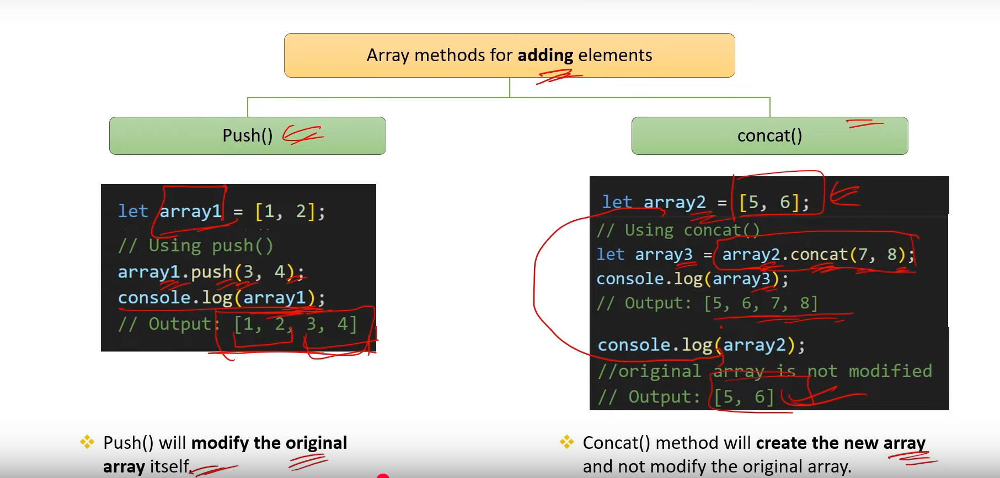 Array methods for adding elements
Push()
let array1 = [1, 2];
// Using push()
array1.push(3, 4);
console.log(array1);
// Output: [1, 2, 3, 4]
Push() will modify the original
array itself.
concat()
let array2 = [5, 6];
// Using concat()
let array3 = array2.concat(7, 8);
console.log(array3);
// Output: [5, 6, 7, 8]
console.log(array2);
//original array is not modified
// Output: [5, 6]
Concat() method will create the new array
and not modify the original array.